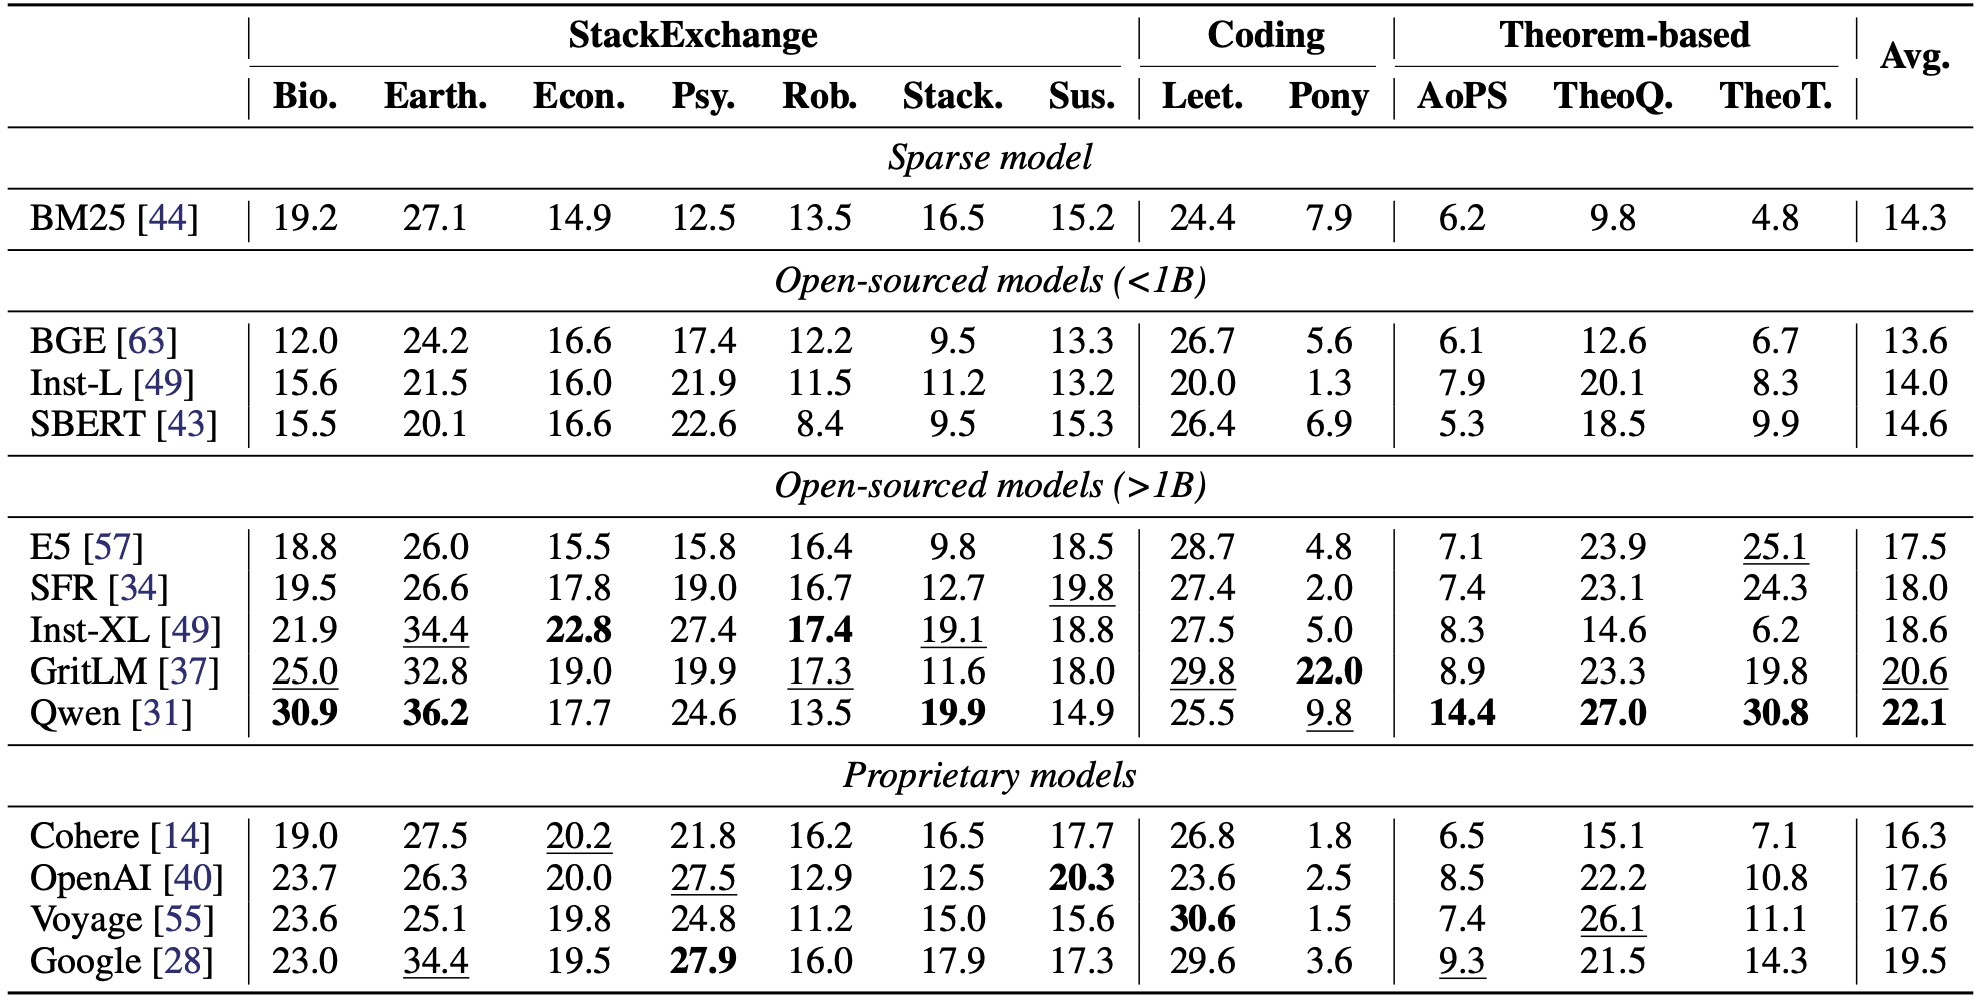 StackExchange Coding Theorem-based Avg.
Bio. Earth. Econ. Psy. Rob. Stack. Sus. Leet. Pony AoPS TheoQ. TheoT.
Sparse model
BM25 [44] 19.2 27.1 14.9 12.5 13.5 16.5 15.2 24.4 7.9 6.2 9.8 4.8 14.3
Open-sourced models (<1B)
BGE [63] 12.0 24.2 16.6 17.4 12.2 9.5 13.3 26.7 5.6 6.1 12.6 6.7 13.6
Inst-L [49] 15.6 21.5 16.0 21.9 11.5 11.2 13.2 20.0 1.3 7.9 20.1 8.3 14.0
SBERT [43] 15.5 20.1 16.6 22.6 8.4 9.5 15.3 26.4 6.9 5.3 18.5 9.9 14.6
Open-sourced models (>1B)
E5 [57] 18.8 26.0 15.5 15.8 16.4 9.8 18.5 28.7 4.8 7.1 23.9 25.1 17.5
SFR [34] 19.5 26.6 17.8 19.0 16.7 12.7 19.8 27.4 2.0 7.4 23.1 24.3 18.0
Inst-XL [49] 21.9 34.4 22.8 27.4 17.4 19.1 18.8 27.5 5.0 8.3 14.6 6.2 18.6
GritLM [37] 25.0 32.8 19.0 19.9 17.3 11.6 18.0 29.8 22.0 8.9 23.3 19.8 20.6
Qwen [31] 30.9 36.2 17.7 24.6 13.5 19.9 14.9 25.5 9.8 14.4 27.0 30.8 22.1
Proprietary models
Cohere [14] 19.0 27.5 20.2 21.8 16.2 16.5 17.7 26.8 1.8 6.5 15.1 7.1 16.3
OpenAI [40] 23.7 26.3 20.0 27.5 12.9 12.5 20.3 23.6 2.5 8.5 22.2 10.8 17.6
Voyage [55] 23.6 25.1 19.8 24.8 11.2 15.0 15.6 30.6 1.5 7.4 26.1 11.1 17.6
Google [28] 23.0 34.4 19.5 27.9 16.0 17.9 17.3 29.6 3.6 9.3 21.5 14.3 19.5